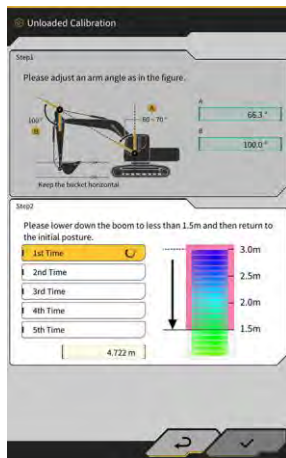 Unloaded Calibration
Step1
Please adjust an arm angle as in the figure.
A
60~70°
100°
B
A
66.3 °
B
100.0 °
Keep the bucket horizontal
Step2
Please lower down the boom to less than 1.5m and then return to
the initial posture.
1st Time
2nd Time
3rd Time
4th Time
5th Time
4.722 m
3.0m
2.5m
2.0m
1.5m